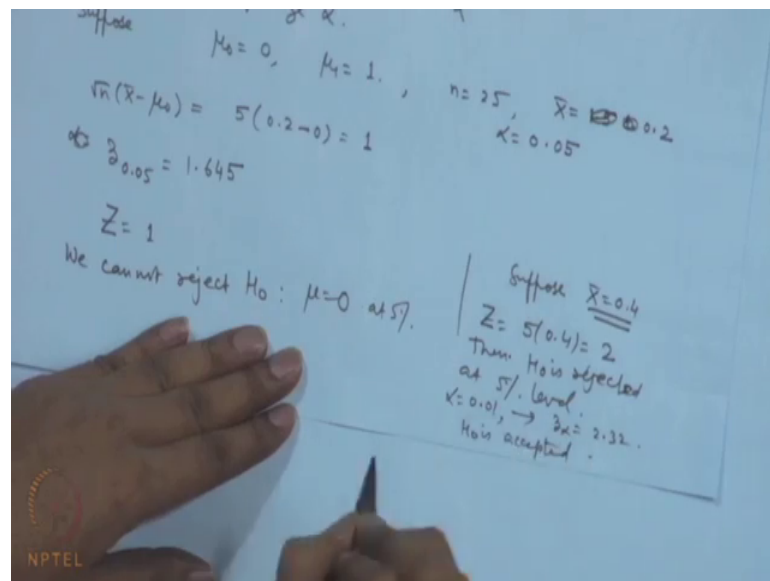 Suppose
μ₀ = 0, μ₁ = 1. , n = 25, x̄ = 0.2
√n(x̄-μ₀) = 5(0.2-0) = 1
α = 0.05
z₀.₀₅ = 1.645
Z = 1
We cannot reject H₀ : μ=0 at 5%.
Suppose x̄=0.4
Z = 5(0.4) = 2
Then H₀ is rejected
at 5% level.
α=0.01, → z_α = 2.32.
H₀ is accepted.
NPTEL